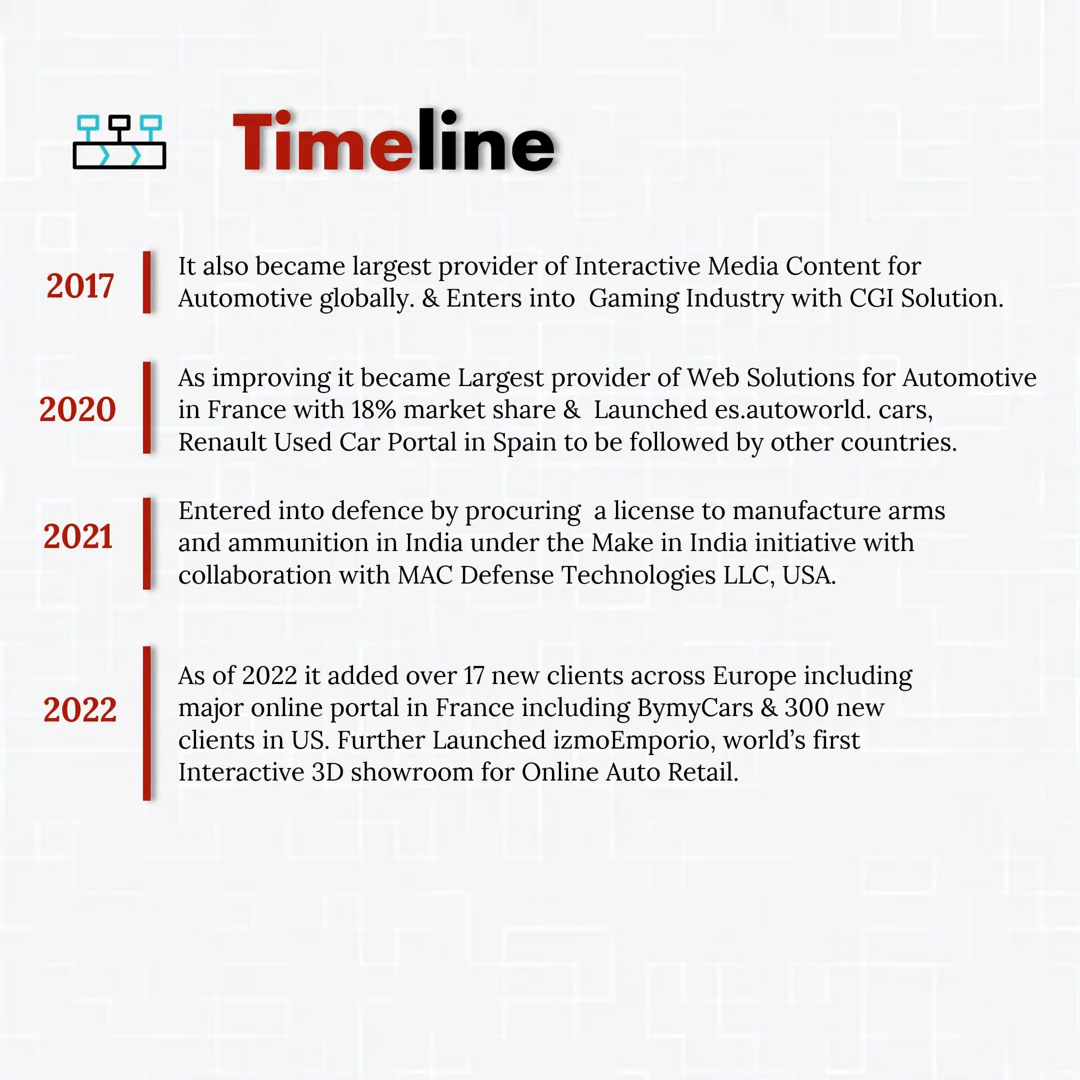 Timeline
2017
It also became largest provider of Interactive Media Content for
Automotive globally. & Enters into  Gaming Industry with CGI Solution.
2020
As improving it became Largest provider of Web Solutions for Automotive
in France with 18% market share &  Launched es.autoworld. cars,
Renault Used Car Portal in Spain to be followed by other countries.
2021
Entered into defence by procuring  a license to manufacture arms
and ammunition in India under the Make in India initiative with
collaboration with MAC Defense Technologies LLC, USA.
2022
As of 2022 it added over 17 new clients across Europe including
major online portal in France including BymyCars & 300 new
clients in US. Further Launched izmoEmporio, world’s first
Interactive 3D showroom for Online Auto Retail.